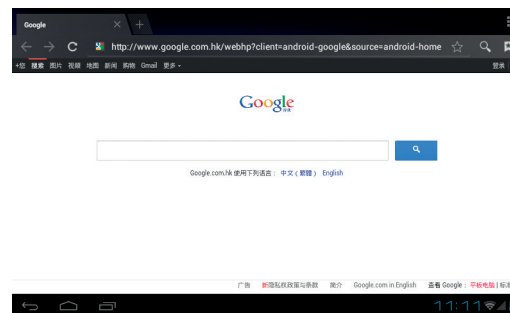 Google
http://www.google.com.hk/webhp?client=android-google&source=android-home
+您 搜索 图片 视频 地图 新闻 购物 Gmail 更多 登录
Google
Google.com.hk 使用下列语言： 中文 ( 繁體 ) English
广告 新隐私权政策与条款 简介 Google.com in English 查看 Google： 平板电脑 | 标准
11:11